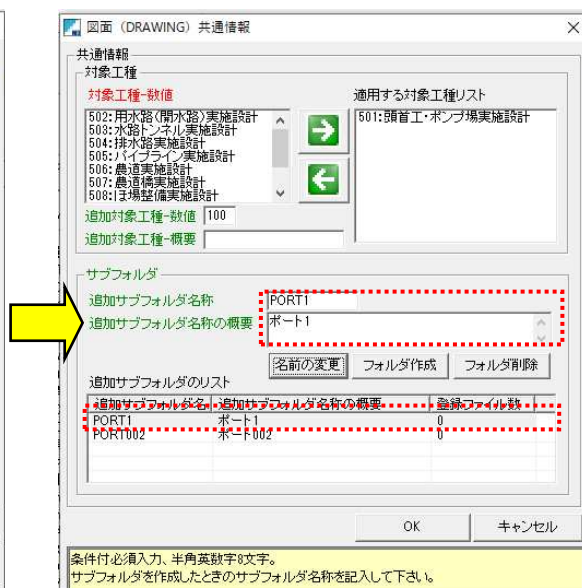 図面（DRAWING）共通情報
共通情報
対象工種
対象工種-数値
適用する対象工種リスト
502:用水路(開水路)実施設計
503:水路トンネル実施設計
504:排水路実施設計
505:パイプライン実施設計
506:農道実施設計
507:農道橋実施設計
508:ほ場整備実施設計
501:頭首工・ポンプ場実施設計
追加対象工種-数値 100
追加対象工種-概要
サブフォルダ
追加サブフォルダ名称 PORT1
追加サブフォルダ名称の概要 ポート1
名前の変更 フォルダ作成 フォルダ削除
追加サブフォルダのリスト
追加サブフォルダ名 追加サブフォルダ名称の概要 登録ファイル数
PORT1 ポート1 0
PORT002 ポート002 0
OK キャンセル
条件付必須入力、半角英数字8文字。
サブフォルダを作成したときのサブフォルダ名称を記入して下さい。